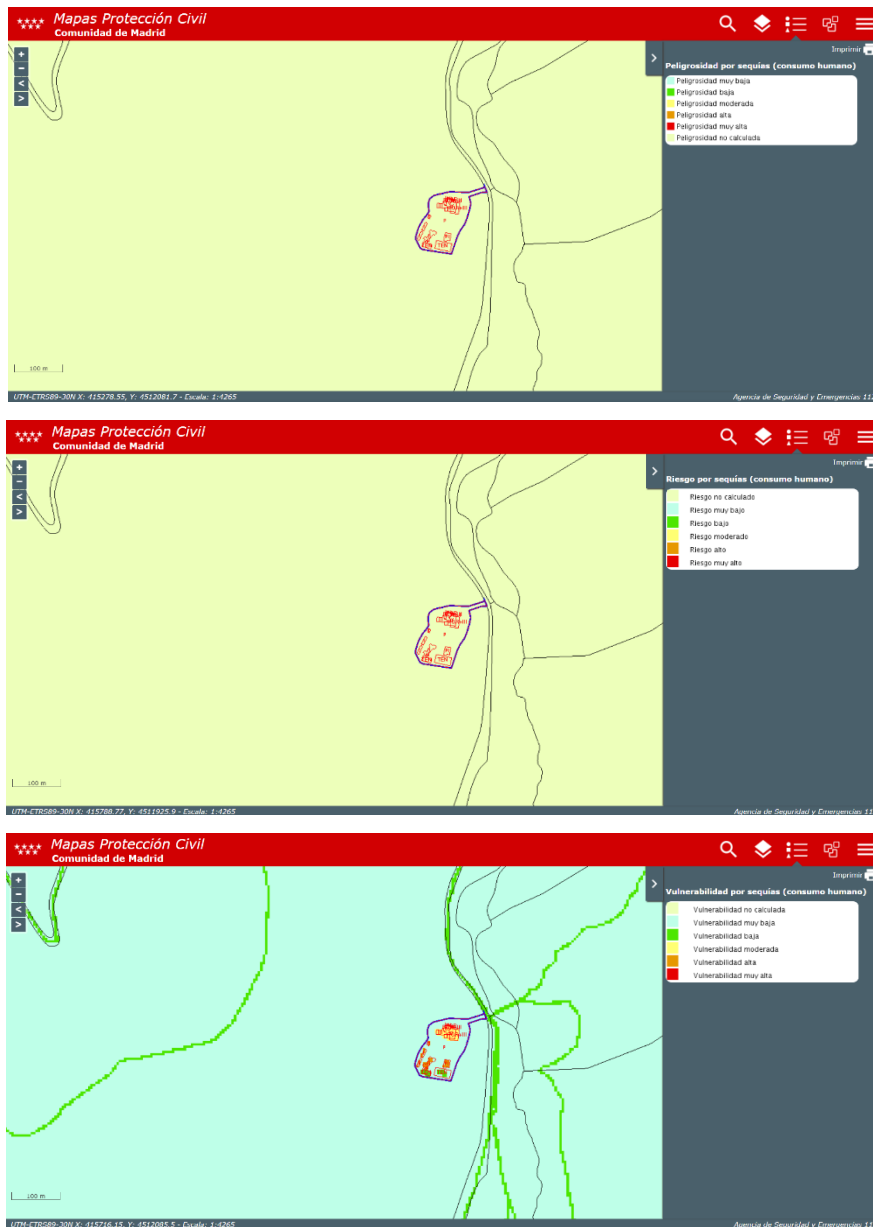 Mapas Protección Civil
Comunidad de Madrid
Imprimir
+
−
<
>
>
Peligrosidad por sequías (consumo humano)
Peligrosidad muy baja
Peligrosidad baja
Peligrosidad moderada
Peligrosidad alta
Peligrosidad muy alta
Peligrosidad no calculada
100 m
UTM-ETRS89-30N X: 415278.55, Y: 4512081.7 - Escala: 1:4265
Agencia de Seguridad y Emergencias 11
Mapas Protección Civil
Comunidad de Madrid
Imprimir
+
−
<
>
>
Riesgo por sequías (consumo humano)
Riesgo no calculado
Riesgo muy bajo
Riesgo bajo
Riesgo moderado
Riesgo alto
Riesgo muy alto
100 m
UTM-ETRS89-30N X: 415788.77, Y: 4511925.9 - Escala: 1:4265
Agencia de Seguridad y Emergencias 11
Mapas Protección Civil
Comunidad de Madrid
Imprimir
+
−
<
>
>
Vulnerabilidad por sequías (consumo humano)
Vulnerabilidad no calculada
Vulnerabilidad muy baja
Vulnerabilidad baja
Vulnerabilidad moderada
Vulnerabilidad alta
Vulnerabilidad muy alta
100 m
UTM-ETRS89-30N X: 415716.15, Y: 4512085.5 - Escala: 1:4265
Agencia de Seguridad y Emergencias 11